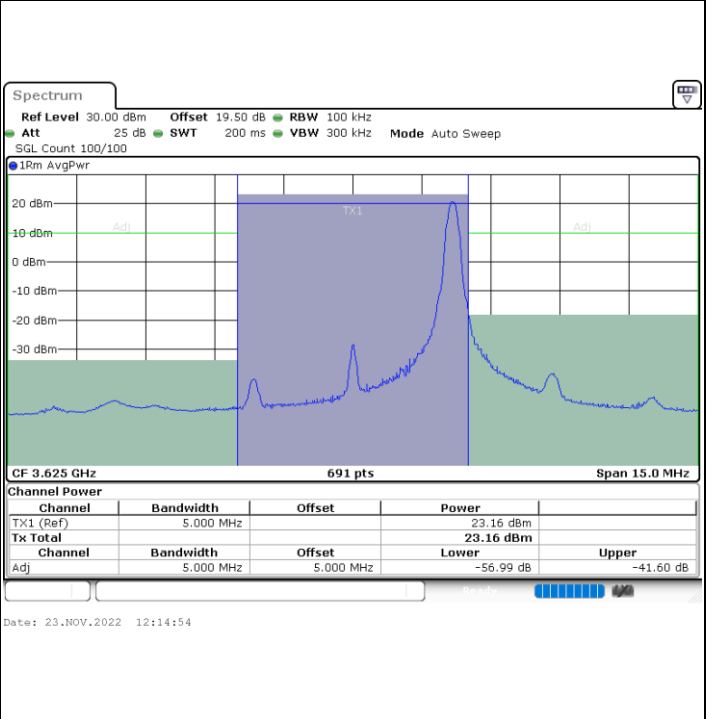 Spectrum
Ref Level 30.00 dBm Offset 19.50 dB RBW 100 kHz
Att 25 dB SWT 200 ms VBW 300 kHz Mode Auto Sweep
SGL Count 100/100
1Rm AvgPwr
20 dBm
TX1
Adj
Adj
10 dBm
0 dBm
-10 dBm
-20 dBm
-30 dBm
CF 3.625 GHz 691 pts Span 15.0 MHz
Channel Power
Channel Bandwidth Offset Power
TX1 (Ref) 5.000 MHz 23.16 dBm
Tx Total 23.16 dBm
Channel Bandwidth Offset Lower Upper
Adj 5.000 MHz 5.000 MHz -56.99 dB -41.60 dB
Ready
Date: 23.NOV.2022 12:14:54